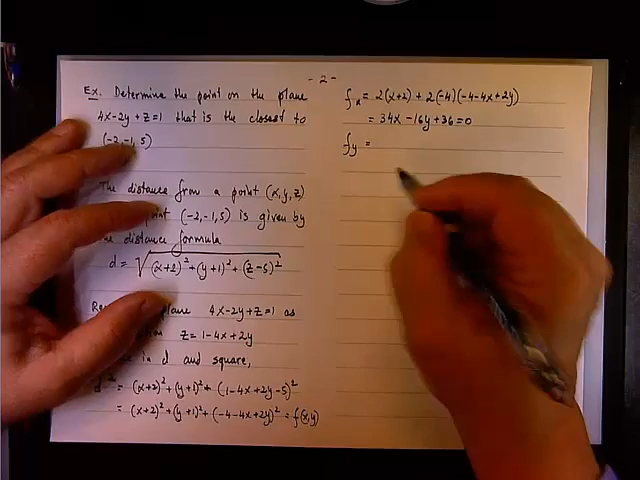 - 2 -
Ex. Determine the point on the plane
4x-2y+z=1 that is the closest to
(-2,-1,5)
The distance from a point (x,y,z)
point (-2,-1,5) is given by
the distance formula
d = √(x+2)²+(y+1)²+(z-5)²
plane 4x-2y+z=1 as
z=1-4x+2y
in d and square,
d² = (x+2)²+(y+1)²+(1-4x+2y-5)²
= (x+2)²+(y+1)²+(-4-4x+2y)² = f(x,y)
fx = 2(x+2)+2(-4)(-4-4x+2y)
= 34x-16y+36=0
fy =